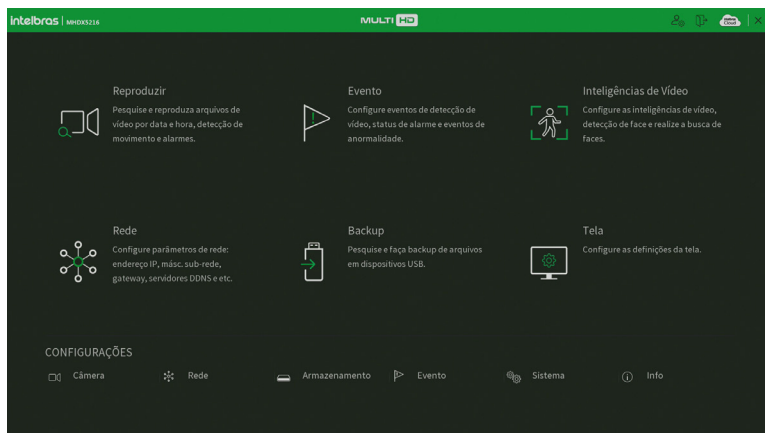 intelbras | MHDX5216
MULTI HD
Reproduzir
Pesquise e reproduza arquivos de
vídeo por data e hora, detecção de
movimento e alarmes.
Evento
Configure eventos de detecção de
vídeo, status de alarme e eventos de
anormalidade.
Inteligências de Vídeo
Configure as inteligências de vídeo,
detecção de face e realize a busca de
faces.
Rede
Configure parâmetros de rede:
endereço IP, másc. sub-rede,
gateway, servidores DDNS e etc.
Backup
Pesquise e faça backup de arquivos
em dispositivos USB.
Tela
Configure as definições da tela.
CONFIGURAÇÕES
Câmera
Rede
Armazenamento
Evento
Sistema
Info